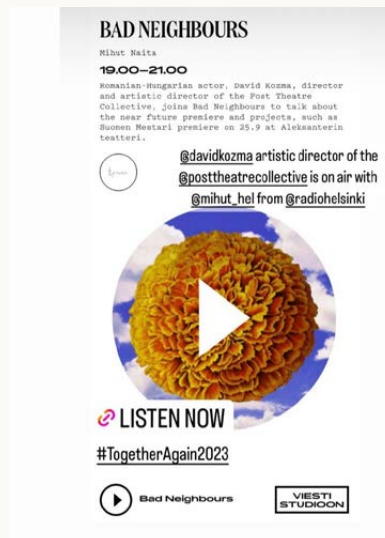 BAD NEIGHBOURS
Mihut Naita
19.00–21.00
Romanian-Hungarian actor, David Kozma, director
and artistic director of the Post Theatre
Collective, joins Bad Neighbours to talk about
the near future premiere and projects, such as
Suomen Mestari premiere on 25.9 at Aleksanterin
teatteri.
@davidkozma artistic director of the
@posttheatrecollective is on air with
@mihut_hel from @radiohelsinki
LISTEN NOW
#TogetherAgain2023
Bad Neighbours
VIESTI
STUDIOON